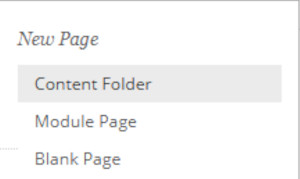 New Page
Content Folder
Module Page
Blank Page